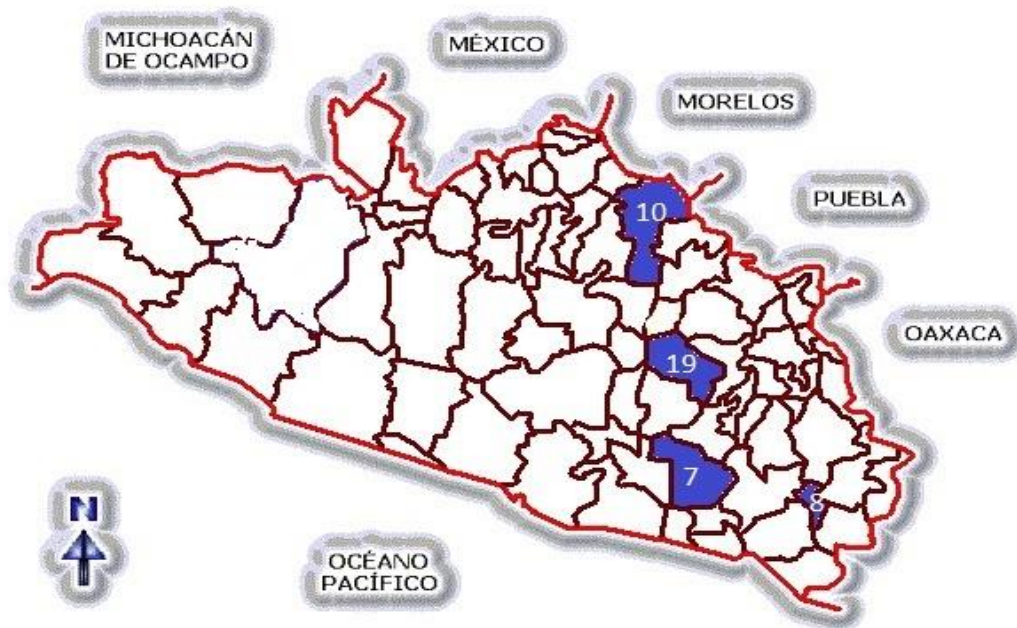 MICHOACÁN
DE OCAMPO
MÉXICO
MORELOS
PUEBLA
OAXACA
10
19
7
8
N
OCÉANO
PACÍFICO